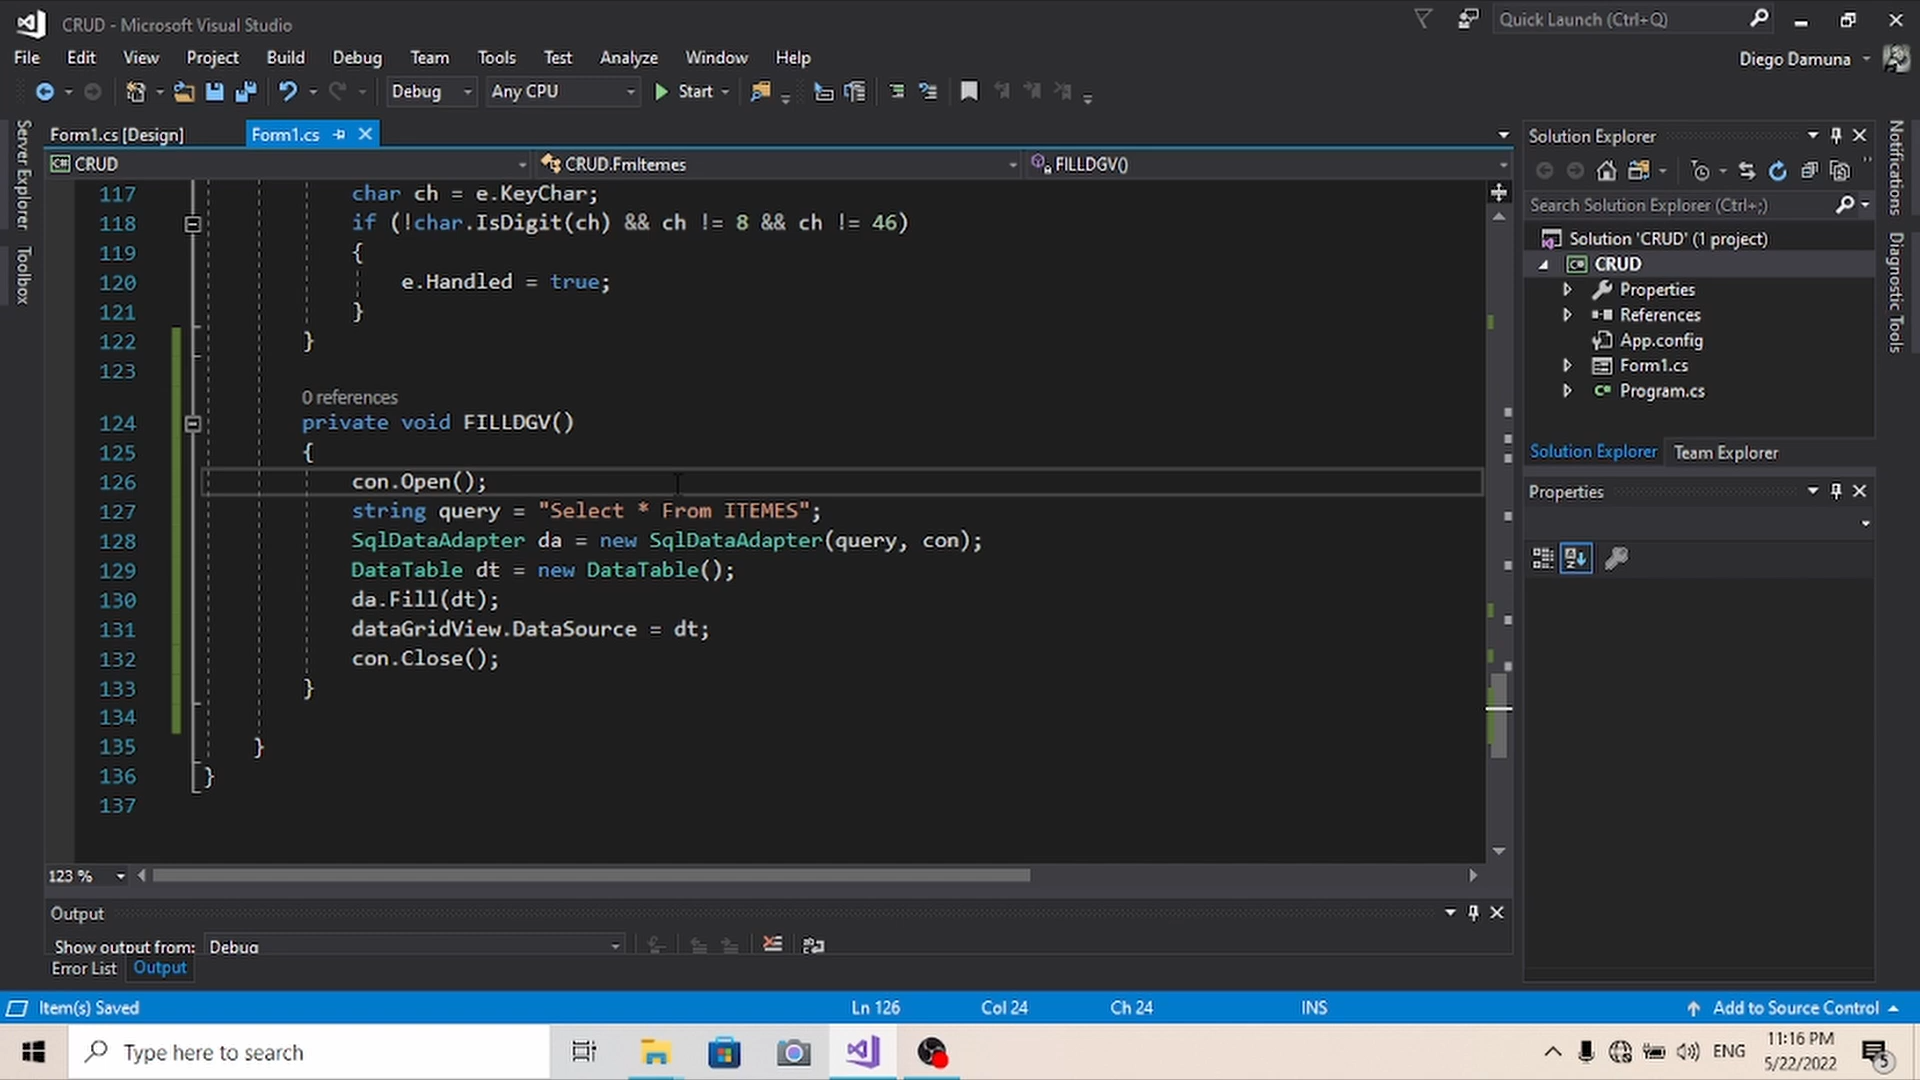 CRUD - Microsoft Visual Studio
Quick Launch (Ctrl+Q)
File Edit View Project Build Debug Team Tools Test Analyze Window Help
Diego Damuna
Debug Any CPU Start
Server Explorer
Toolbox
Form1.cs [Design] Form1.cs
CRUD CRUD.FmItemes FILLDGV()
117 char ch = e.KeyChar;
118 if (!char.IsDigit(ch) && ch != 8 && ch != 46)
119 {
120 e.Handled = true;
121 }
122 }
123
0 references
124 private void FILLDGV()
125 {
126 con.Open();
127 string query = "Select * From ITEMES";
128 SqlDataAdapter da = new SqlDataAdapter(query, con);
129 DataTable dt = new DataTable();
130 da.Fill(dt);
131 dataGridView.DataSource = dt;
132 con.Close();
133 }
134
135 }
136 }
137
123 %
Output
Show output from: Debug
Error List Output
Solution Explorer
Search Solution Explorer (Ctrl+;)
Solution 'CRUD' (1 project)
CRUD
Properties
References
App.config
Form1.cs
Program.cs
Solution Explorer Team Explorer
Properties
Notifications
Diagnostic Tools
Item(s) Saved Ln 126 Col 24 Ch 24 INS Add to Source Control
Type here to search
ENG
11:16 PM
5/22/2022
5